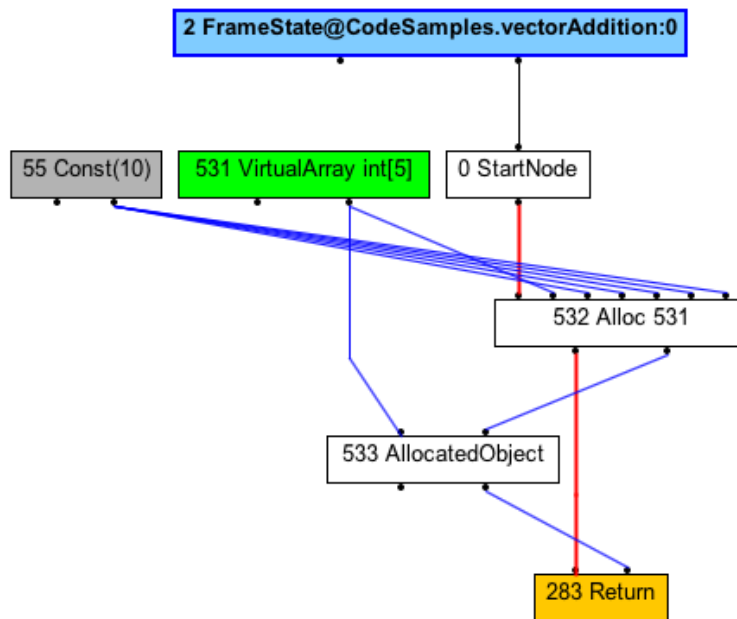 2 FrameState@CodeSamples.vectorAddition:0
55 Const(10)
531 VirtualArray int[5]
0 StartNode
532 Alloc 531
533 AllocatedObject
283 Return